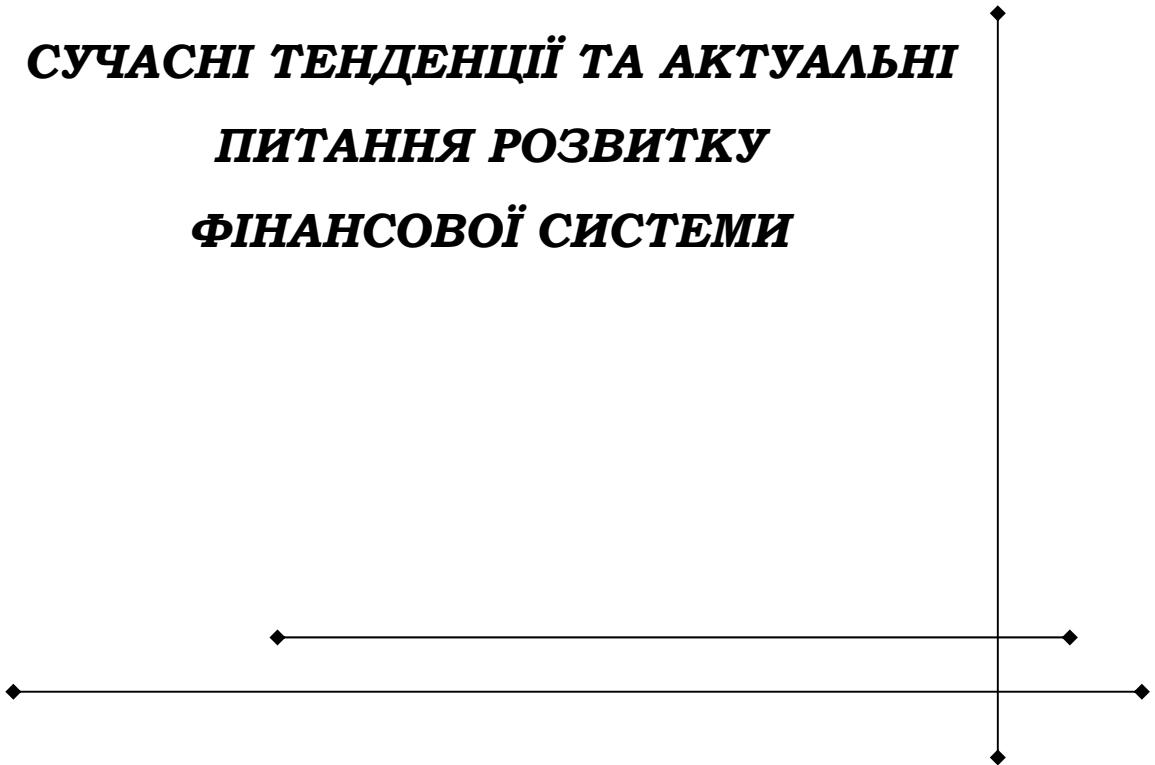 СУЧАСНІ ТЕНДЕНЦІЇ ТА АКТУАЛЬНІ
ПИТАННЯ РОЗВИТКУ
ФІНАНСОВОЇ СИСТЕМИ